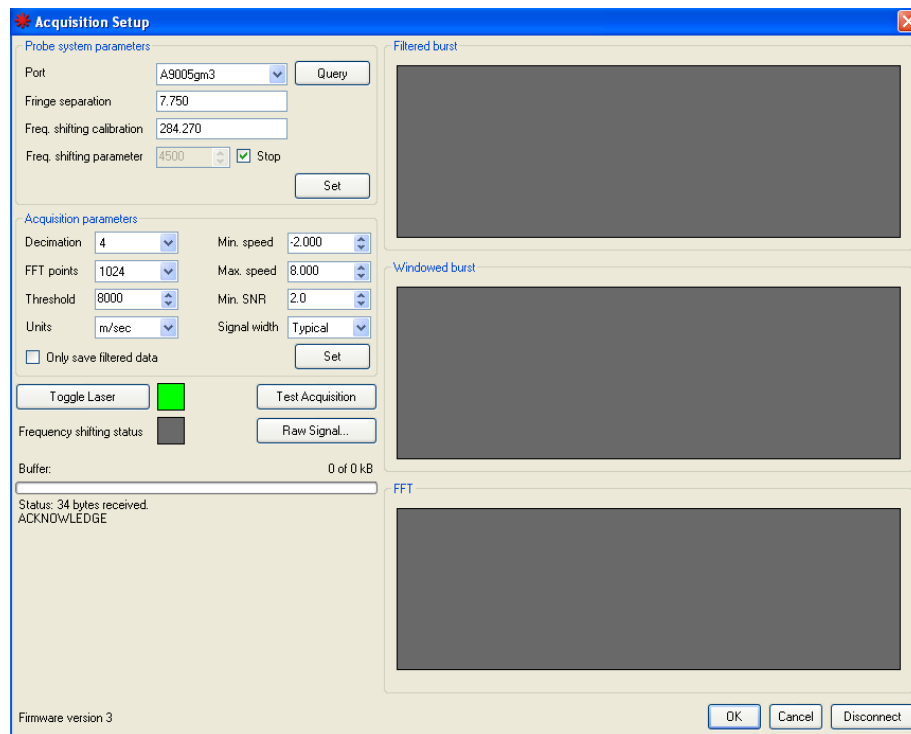 Acquisition Setup
Probe system parameters
Port A9005gm3 Query
Fringe separation 7.750
Freq. shifting calibration 284.270
Freq. shifting parameter 4500 Stop
Set
Acquisition parameters
Decimation 4 Min. speed -2.000
FFT points 1024 Max. speed 8.000
Threshold 8000 Min. SNR 2.0
Units m/sec Signal width Typical
Only save filtered data Set
Toggle Laser Test Acquisition
Frequency shifting status Raw Signal...
Buffer: 0 of 0 kB
Status: 34 bytes received.
ACKNOWLEDGE
Firmware version 3
Filtered burst
Windowed burst
FFT
OK Cancel Disconnect